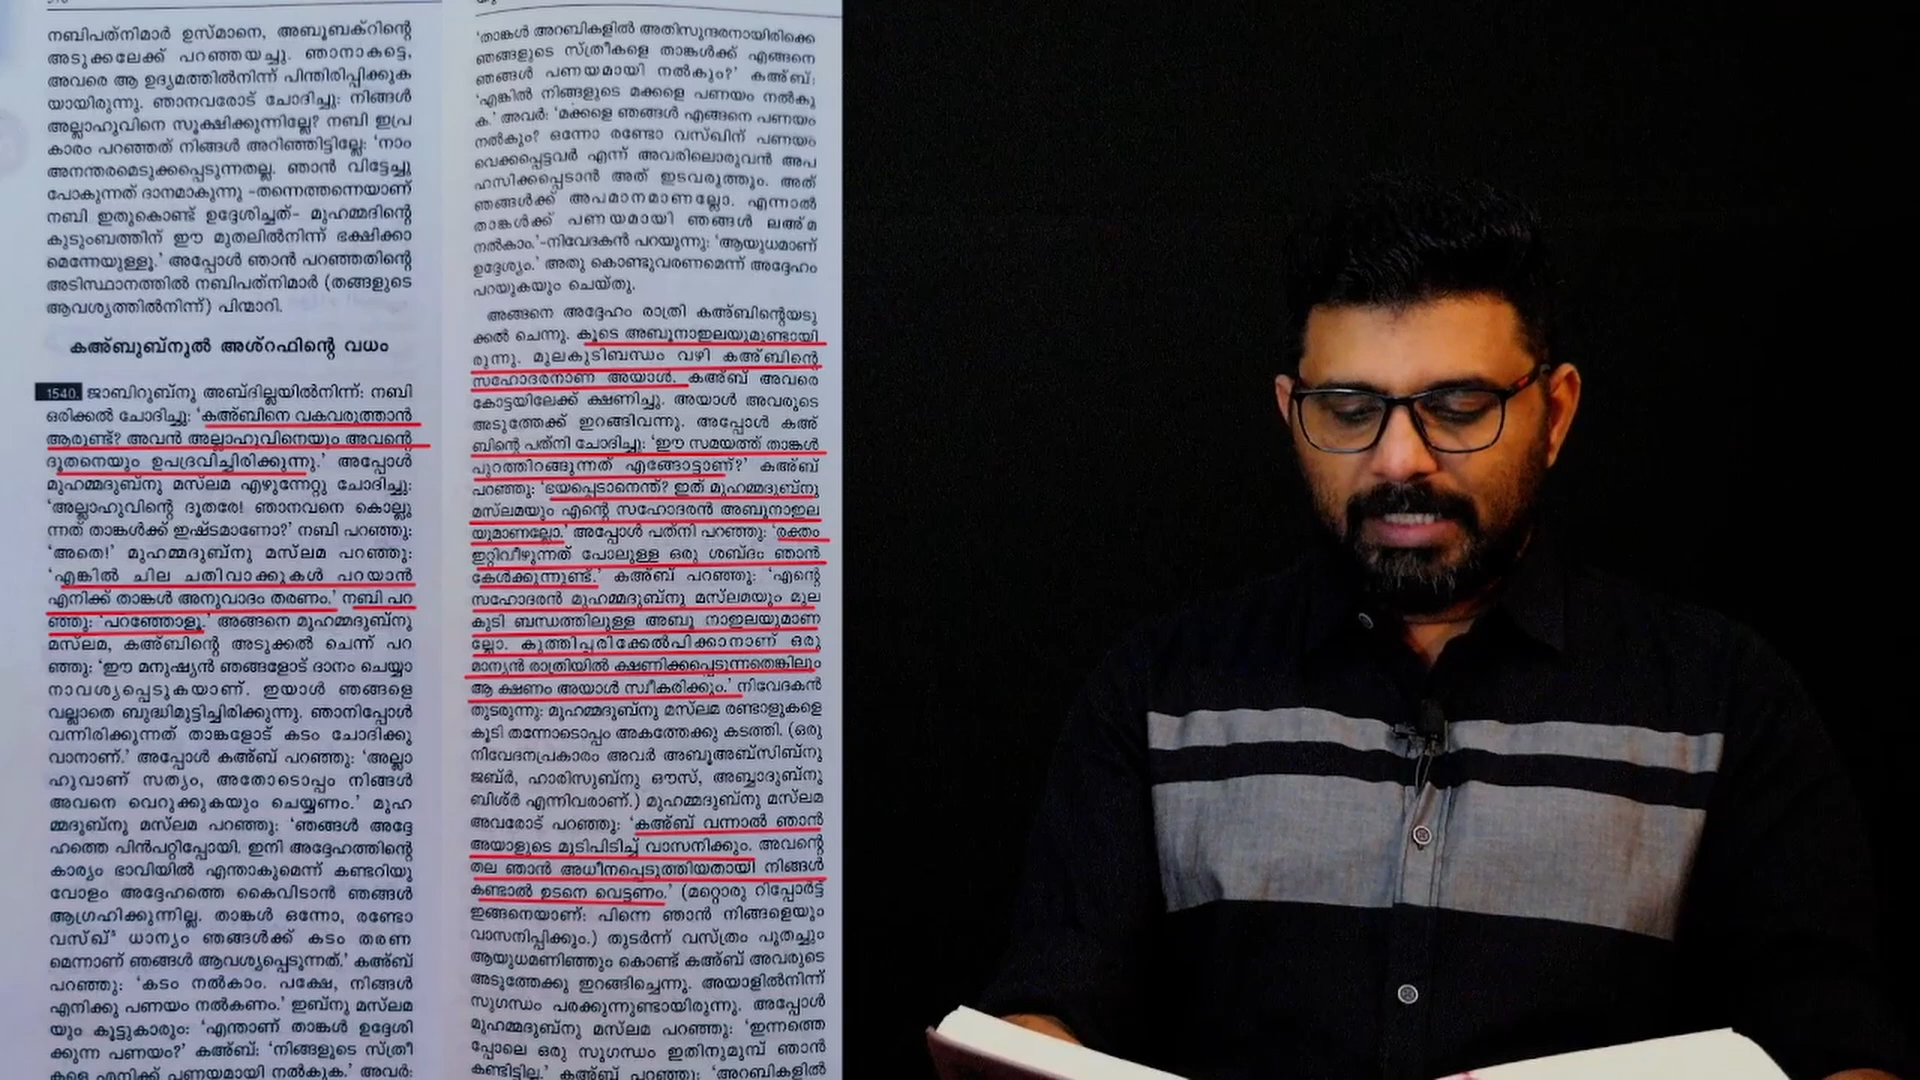 നബിപത്നിമാർ ഉസ്മാനെ, അബൂബക്റിന്റെ
അടുക്കലേക്ക് പറഞ്ഞയച്ചു. ഞാനാകട്ടെ,
അവരെ ആ ഉദ്യമത്തിൽനിന്ന് പിന്തിരിപ്പിക്കുക
യായിരുന്നു. ഞാനവരോട് ചോദിച്ചു: നിങ്ങൾ
അല്ലാഹുവിനെ സൂക്ഷിക്കുന്നില്ലേ? നബി ഇപ്ര
കാരം പറഞ്ഞത് നിങ്ങൾ അറിഞ്ഞിട്ടില്ലേ: 'നാം
അനന്തരമെടുക്കപ്പെടുന്നതല്ല. ഞാൻ വിട്ടേച്ചു
പോകുന്നത് ദാനമാകുന്നു -തന്നെത്തന്നെയാണ്
നബി ഇതുകൊണ്ട് ഉദ്ദേശിച്ചത്- മുഹമ്മദിന്റെ
കുടുംബത്തിന് ഈ മുതലിൽനിന്ന് ഭക്ഷിക്കാ
മെന്നേയുള്ളൂ.' അപ്പോൾ ഞാൻ പറഞ്ഞതിന്റെ
അടിസ്ഥാനത്തിൽ നബിപത്നിമാർ (തങ്ങളുടെ
ആവശ്യത്തിൽനിന്ന്) പിന്മാറി.
കഅ്ബുബ്നുൽ അശ്റഫിന്റെ വധം
1540. ജാബിറുബ്നു അബ്ദില്ലയിൽനിന്ന്: നബി
ഒരിക്കൽ ചോദിച്ചു: 'കഅ്ബിനെ വകവരുത്താൻ
ആരുണ്ട്? അവൻ അല്ലാഹുവിനെയും അവന്റെ
ദൂതനെയും ഉപദ്രവിച്ചിരിക്കുന്നു.' അപ്പോൾ
മുഹമ്മദുബ്നു മസ്‌ലമ എഴുന്നേറ്റു ചോദിച്ചു:
'അല്ലാഹുവിന്റെ ദൂതരേ! ഞാനവനെ കൊല്ലു
ന്നത് താങ്കൾക്ക് ഇഷ്ടമാണോ?' നബി പറഞ്ഞു:
'അതെ!' മുഹമ്മദുബ്നു മസ്‌ലമ പറഞ്ഞു:
'എങ്കിൽ ചില ചതിവാക്കുകൾ പറയാൻ
എനിക്ക് താങ്കൾ അനുവാദം തരണം.' നബി പറ
ഞ്ഞു: 'പറഞ്ഞോളൂ.' അങ്ങനെ മുഹമ്മദുബ്നു
മസ്‌ലമ, കഅ്ബിന്റെ അടുക്കൽ ചെന്ന് പറ
ഞ്ഞു: 'ഈ മനുഷ്യൻ ഞങ്ങളോട് ദാനം ചെയ്യാ
നാവശ്യപ്പെടുകയാണ്. ഇയാൾ ഞങ്ങളെ
വല്ലാതെ ബുദ്ധിമുട്ടിച്ചിരിക്കുന്നു. ഞാനിപ്പോൾ
വന്നിരിക്കുന്നത് താങ്കളോട് കടം ചോദിക്കു
വാനാണ്.' അപ്പോൾ കഅ്ബ് പറഞ്ഞു: 'അല്ലാ
ഹുവാണ് സത്യം, അതോടൊപ്പം നിങ്ങൾ
അവനെ വെറുക്കുകയും ചെയ്യണം.' മുഹ
മ്മദുബ്നു മസ്‌ലമ പറഞ്ഞു: 'ഞങ്ങൾ അദ്ദേ
ഹത്തെ പിൻപറ്റിപ്പോയി. ഇനി അദ്ദേഹത്തിന്റെ
കാര്യം ഭാവിയിൽ എന്താകുമെന്ന് കണ്ടറിയു
വോളം അദ്ദേഹത്തെ കൈവിടാൻ ഞങ്ങൾ
ആഗ്രഹിക്കുന്നില്ല. താങ്കൾ ഒന്നോ, രണ്ടോ
വസ്ഖ് ധാന്യം ഞങ്ങൾക്ക് കടം തരണ
മെന്നാണ് ഞങ്ങൾ ആവശ്യപ്പെടുന്നത്.' കഅ്ബ്
പറഞ്ഞു: 'കടം നൽകാം. പക്ഷേ, നിങ്ങൾ
എനിക്കു പണയം നൽകണം.' ഇബ്നു മസ്‌ലമ
യും കൂട്ടുകാരും: 'എന്താണ് താങ്കൾ ഉദ്ദേശി
ക്കുന്ന പണയം?' കഅ്ബ്: 'നിങ്ങളുടെ സ്ത്രീ
കളെ എനിക്ക് പണയമായി നൽകുക.' അവർ:
'താങ്കൾ അറബികളിൽ അതിസുന്ദരനായിരിക്കെ
ഞങ്ങളുടെ സ്ത്രീകളെ താങ്കൾക്ക് എങ്ങനെ
ഞങ്ങൾ പണയമായി നൽകും?' കഅ്ബ്:
'എങ്കിൽ നിങ്ങളുടെ മക്കളെ പണയം നൽകു
ക.' അവർ: 'മക്കളെ ഞങ്ങൾ എങ്ങനെ പണയം
നൽകും? ഒന്നോ രണ്ടോ വസ്ഖിന് പണയം
വെക്കപ്പെട്ടവർ എന്ന് അവരിലൊരുവൻ അപ
ഹസിക്കപ്പെടാൻ അത് ഇടവരുത്തും. അത്
ഞങ്ങൾക്ക് അപമാനമാണല്ലോ. എന്നാൽ
താങ്കൾക്ക് പണയമായി ഞങ്ങൾ ലഅ്മ
നൽകാം.'-നിവേദകൻ പറയുന്നു: 'ആയുധമാണ്
ഉദ്ദേശ്യം.' അതു കൊണ്ടുവരണമെന്ന് അദ്ദേഹം
പറയുകയും ചെയ്തു.
അങ്ങനെ അദ്ദേഹം രാത്രി കഅ്ബിന്റെയടു
ക്കൽ ചെന്നു. കൂടെ അബൂനാഇലയുമുണ്ടായി
രുന്നു. മുലകുടിബന്ധം വഴി കഅ്ബിന്റെ
സഹോദരനാണ അയാൾ. കഅ്ബ് അവരെ
കോട്ടയിലേക്ക് ക്ഷണിച്ചു. അയാൾ അവരുടെ
അടുത്തേക്ക് ഇറങ്ങിവന്നു. അപ്പോൾ കഅ്
ബിന്റെ പത്നി ചോദിച്ചു: 'ഈ സമയത്ത് താങ്കൾ
പുറത്തിറങ്ങുന്നത് എങ്ങോട്ടാണ്?' കഅ്ബ്
പറഞ്ഞു: 'ഭയപ്പെടാനെന്ത്? ഇത് മുഹമ്മദുബ്നു
മസ്‌ലമയും എന്റെ സഹോദരൻ അബൂനാഇല
യുമാണല്ലോ.' അപ്പോൾ പത്നി പറഞ്ഞു: 'രക്തം
ഇറ്റിവീഴുന്നത് പോലുള്ള ഒരു ശബ്ദം ഞാൻ
കേൾക്കുന്നുണ്ട്.' കഅ്ബ് പറഞ്ഞു: 'എന്റെ
സഹോദരൻ മുഹമ്മദുബ്നു മസ്‌ലമയും മുല
കുടി ബന്ധത്തിലുള്ള അബൂ നാഇലയുമാണ
ല്ലോ. കുത്തിപ്പരിക്കേൽപിക്കാനാണ് ഒരു
മാന്യൻ രാത്രിയിൽ ക്ഷണിക്കപ്പെടുന്നതെങ്കിലും
ആ ക്ഷണം അയാൾ സ്വീകരിക്കും.' നിവേദകൻ
തുടരുന്നു: മുഹമ്മദുബ്നു മസ്‌ലമ രണ്ടാളുകളെ
കൂടി തന്നോടൊപ്പം അകത്തേക്കു കടത്തി. (ഒരു
നിവേദനപ്രകാരം അവർ അബൂഅബ്സിബ്നു
ജബ്ർ, ഹാരിസുബ്നു ഔസ്, അബ്ബാദുബ്നു
ബിശ്ർ എന്നിവരാണ്.) മുഹമ്മദുബ്നു മസ്‌ലമ
അവരോട് പറഞ്ഞു: 'കഅ്ബ് വന്നാൽ ഞാൻ
അയാളുടെ മുടിപിടിച്ച് വാസനിക്കും. അവന്റെ
തല ഞാൻ അധീനപ്പെടുത്തിയതായി നിങ്ങൾ
കണ്ടാൽ ഉടനെ വെട്ടണം.' (മറ്റൊരു റിപ്പോർട്ട്
ഇങ്ങനെയാണ്: പിന്നെ ഞാൻ നിങ്ങളെയും
വാസനിപ്പിക്കും.) തുടർന്ന് വസ്ത്രം പുതച്ചും
ആയുധമണിഞ്ഞും കൊണ്ട് കഅ്ബ് അവരുടെ
അടുത്തേക്കു ഇറങ്ങിച്ചെന്നു. അയാളിൽനിന്ന്
സുഗന്ധം പരക്കുന്നുണ്ടായിരുന്നു. അപ്പോൾ
മുഹമ്മദുബ്നു മസ്‌ലമ പറഞ്ഞു: 'ഇന്നത്തെ
പ്പോലെ ഒരു സുഗന്ധം ഇതിനുമുമ്പ് ഞാൻ
കണ്ടിട്ടില്ല.' കഅ്ബ് പറഞ്ഞു: 'അറബികളിൽ